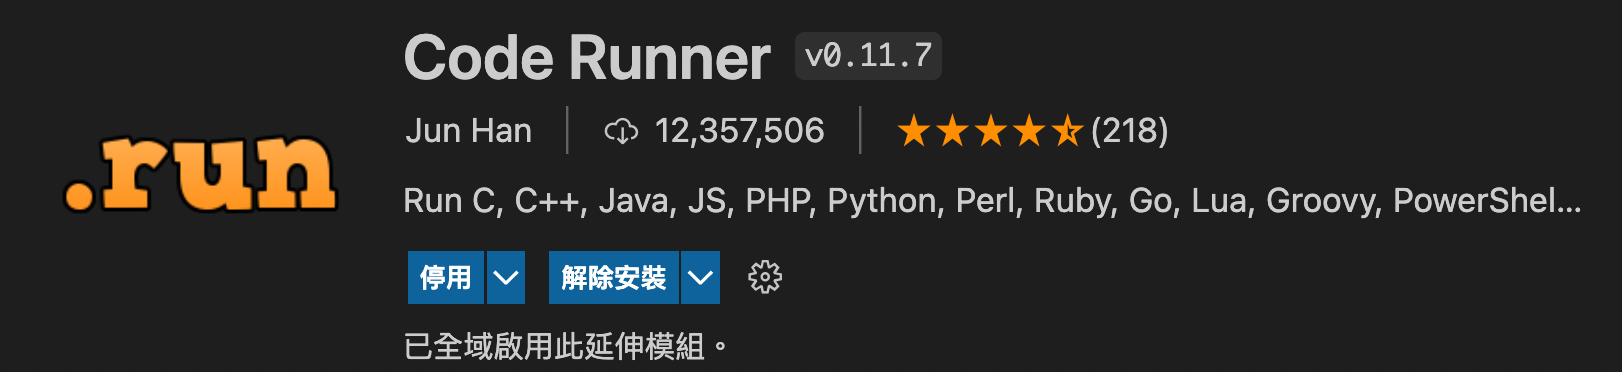 .run
Code Runner v0.11.7
Jun Han 12,357,506 (218)
Run C, C++, Java, JS, PHP, Python, Perl, Ruby, Go, Lua, Groovy, PowerShel...
停用 解除安裝
已全域啟用此延伸模組。